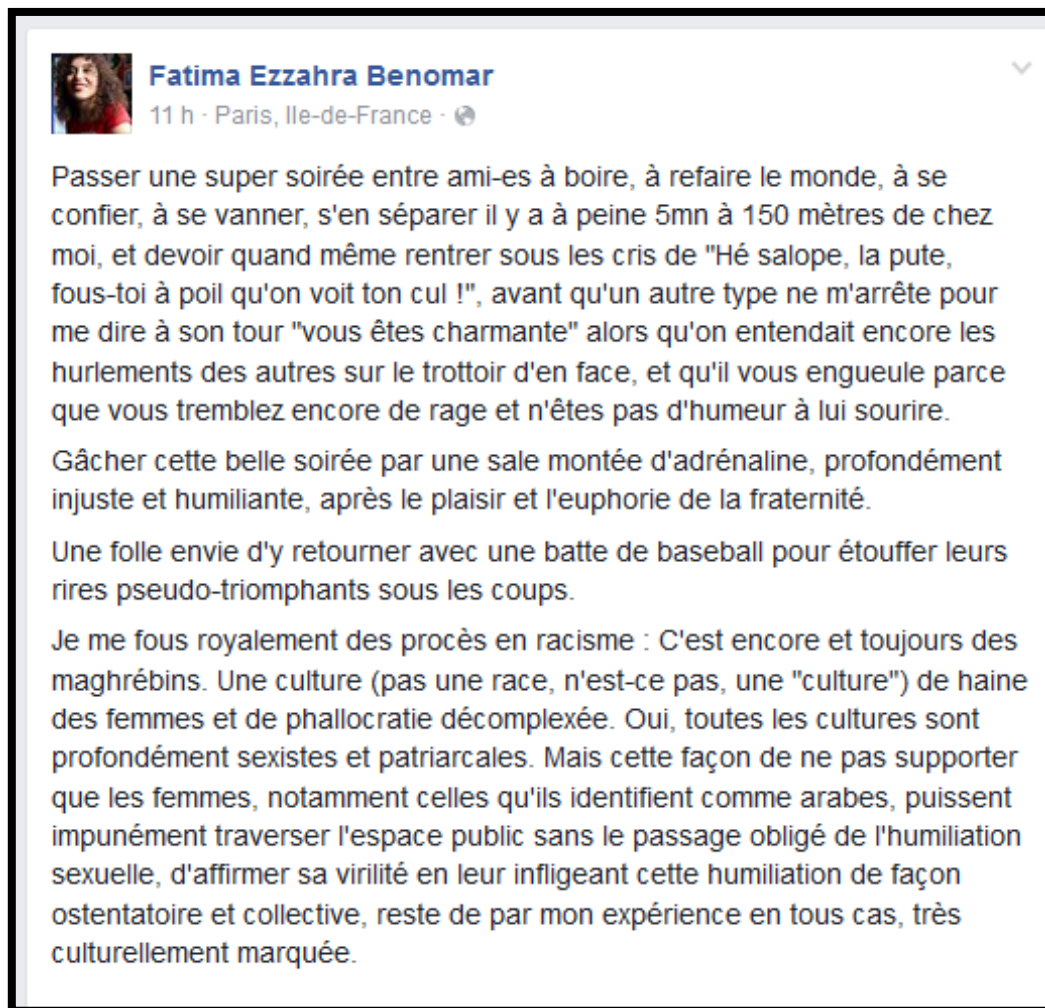 Fatima Ezzahra Benomar
11 h · Paris, Ile-de-France ·
Passer une super soirée entre ami-es à boire, à refaire le monde, à se
confier, à se vanner, s'en séparer il y a à peine 5mn à 150 mètres de chez
moi, et devoir quand même rentrer sous les cris de "Hé salope, la pute,
fous-toi à poil qu'on voit ton cul !", avant qu'un autre type ne m'arrête pour
me dire à son tour "vous êtes charmante" alors qu'on entendait encore les
hurlements des autres sur le trottoir d'en face, et qu'il vous engueule parce
que vous tremblez encore de rage et n'êtes pas d'humeur à lui sourire.
Gâcher cette belle soirée par une sale montée d'adrénaline, profondément
injuste et humiliante, après le plaisir et l'euphorie de la fraternité.
Une folle envie d'y retourner avec une batte de baseball pour étouffer leurs
rires pseudo-triomphants sous les coups.
Je me fous royalement des procès en racisme : C'est encore et toujours des
maghrébins. Une culture (pas une race, n'est-ce pas, une "culture") de haine
des femmes et de phallocratie décomplexée. Oui, toutes les cultures sont
profondément sexistes et patriarcales. Mais cette façon de ne pas supporter
que les femmes, notamment celles qu'ils identifient comme arabes, puissent
impunément traverser l'espace public sans le passage obligé de l'humiliation
sexuelle, d'affirmer sa virilité en leur infligeant cette humiliation de façon
ostentatoire et collective, reste de par mon expérience en tous cas, très
culturellement marquée.